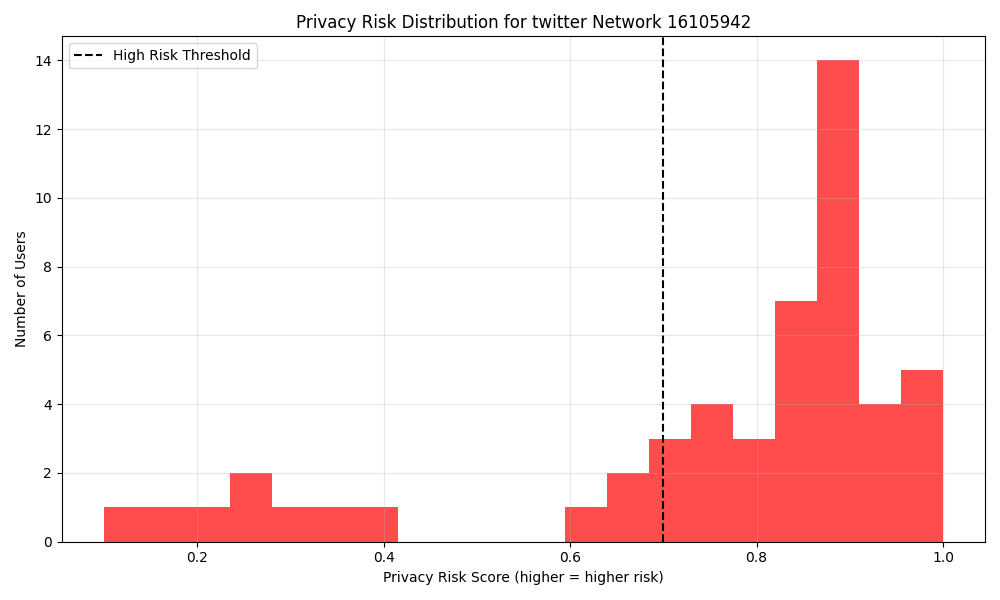 Privacy Risk Distribution for twitter Network 16105942
High Risk Threshold
Number of Users
14
12
10
8
6
4
2
0
0.2 0.4 0.6 0.8 1.0
Privacy Risk Score (higher = higher risk)